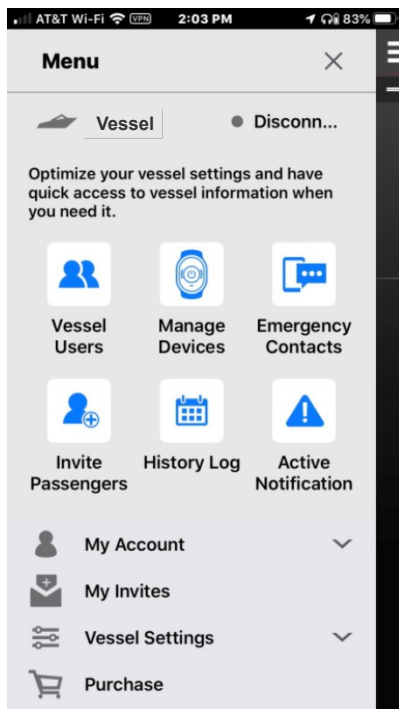 AT&T Wi-Fi VPN 2:03 PM 83%
Menu
Vessel Disconn...
Optimize your vessel settings and have
quick access to vessel information when
you need it.
Vessel Manage Emergency
Users Devices Contacts
Invite History Log Active
Passengers Notification
My Account
My Invites
Vessel Settings
Purchase